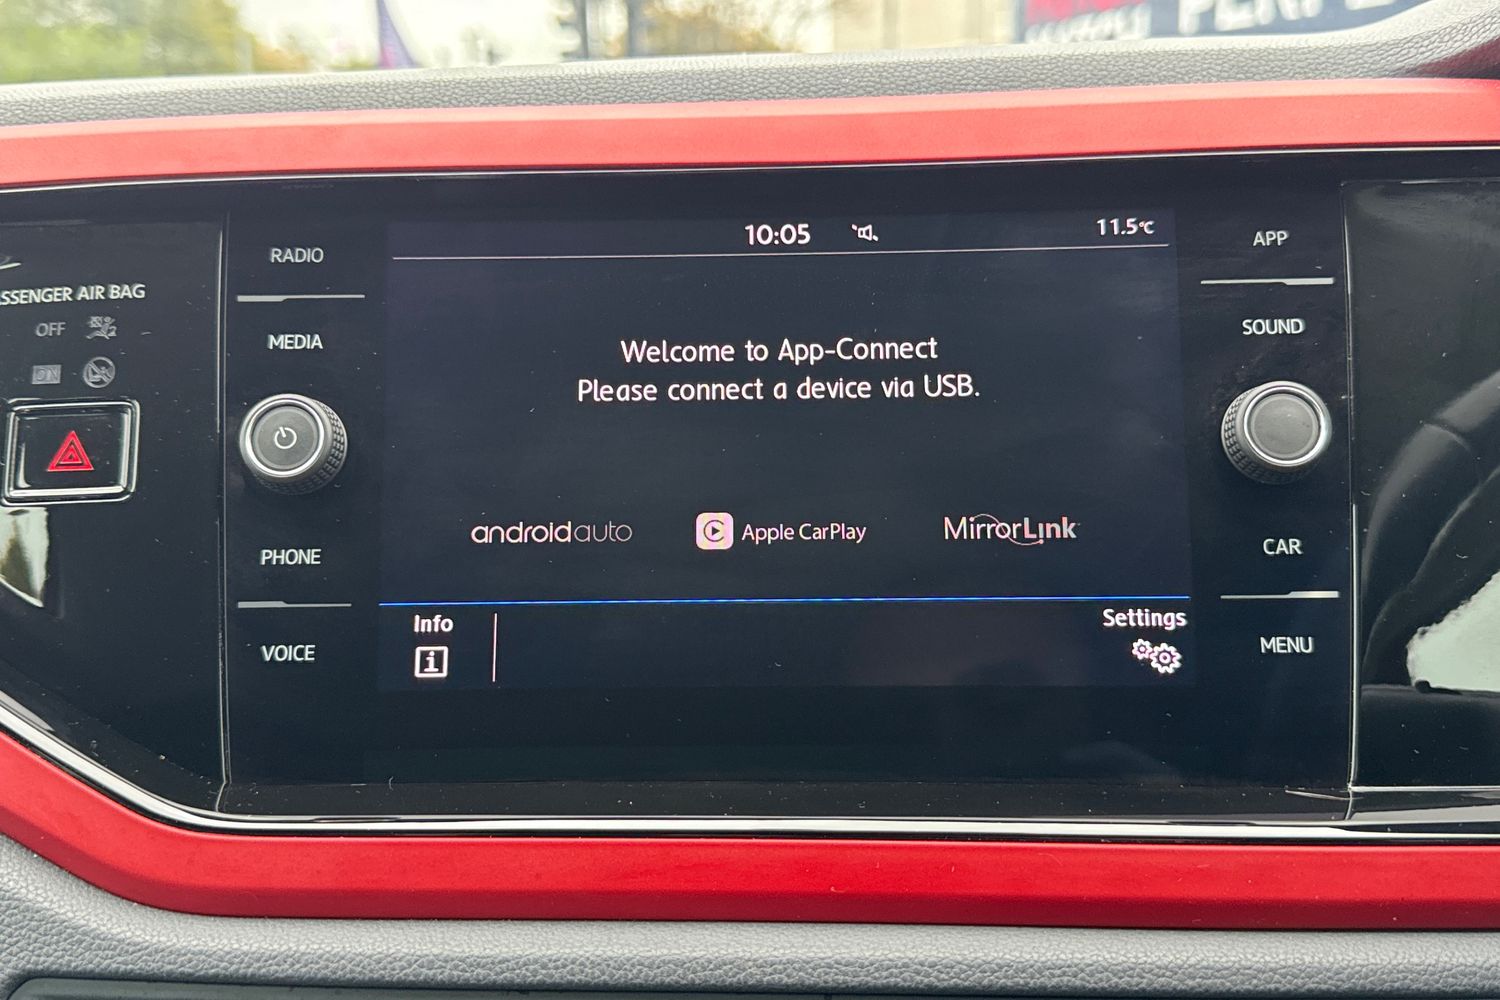 PERFE
10:05
11.5°C
RADIO
APP
SSENGER AIR BAG
OFF
ON
MEDIA
SOUND
Welcome to App-Connect
Please connect a device via USB.
androidauto
Apple CarPlay
MirrorLink
PHONE
CAR
Info
Settings
VOICE
MENU